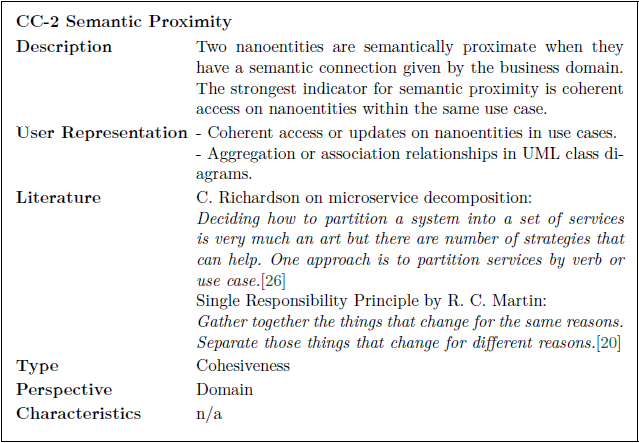 CC-2 Semantic Proximity
Description Two nanoentities are semantically proximate when they
have a semantic connection given by the business domain.
The strongest indicator for semantic proximity is coherent
access on nanoentities within the same use case.
User Representation - Coherent access or updates on nanoentities in use cases.
- Aggregation or association relationships in UML class di-
agrams.
Literature C. Richardson on microservice decomposition:
Deciding how to partition a system into a set of services
is very much an art but there are number of strategies that
can help. One approach is to partition services by verb or
use case.[26]
Single Responsibility Principle by R. C. Martin:
Gather together the things that change for the same reasons.
Separate those things that change for different reasons.[20]
Type Cohesiveness
Perspective Domain
Characteristics n/a